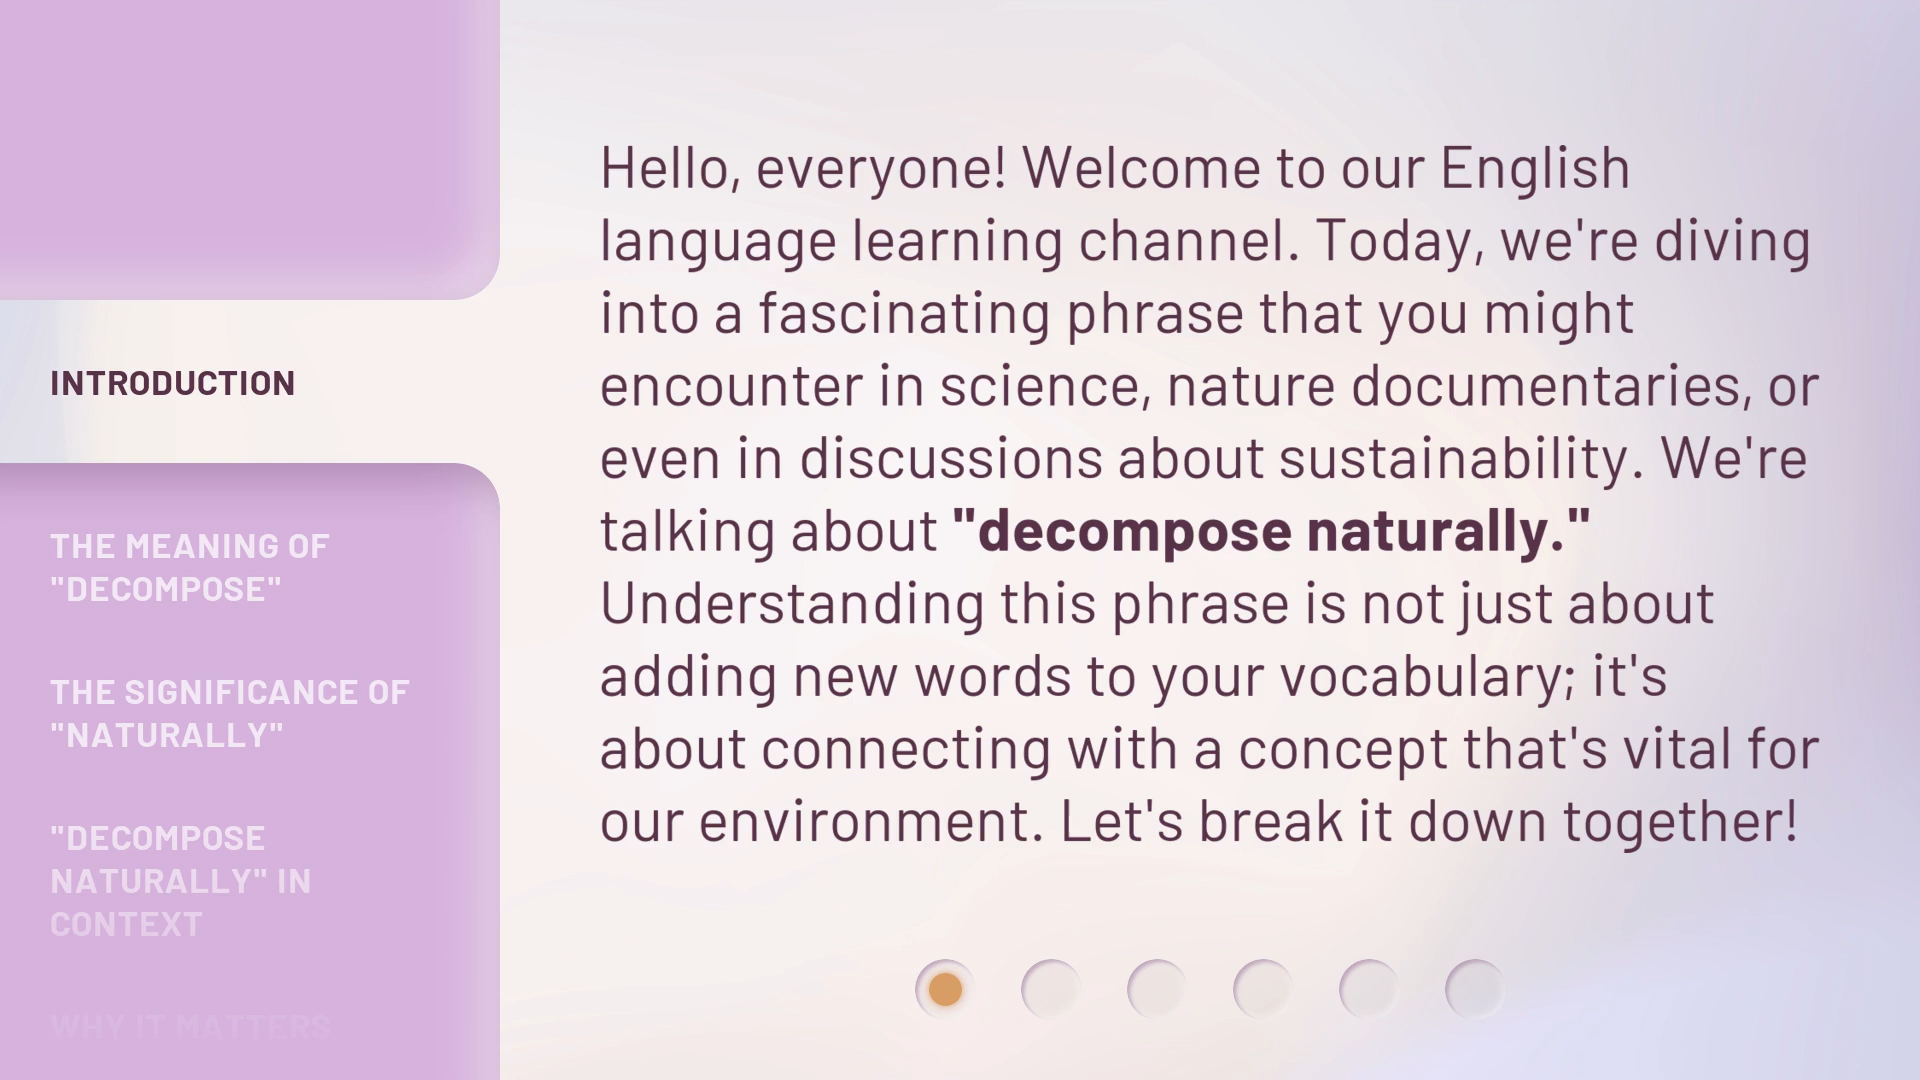 INTRODUCTION
THE MEANING OF
"DECOMPOSE"
THE SIGNIFICANCE OF
"NATURALLY"
"DECOMPOSE
NATURALLY" IN
CONTEXT
WHY IT MATTERS
Hello, everyone! Welcome to our English
language learning channel. Today, we're diving
into a fascinating phrase that you might
encounter in science, nature documentaries, or
even in discussions about sustainability. We're
talking about "decompose naturally."
Understanding this phrase is not just about
adding new words to your vocabulary; it's
about connecting with a concept that's vital for
our environment. Let's break it down together!